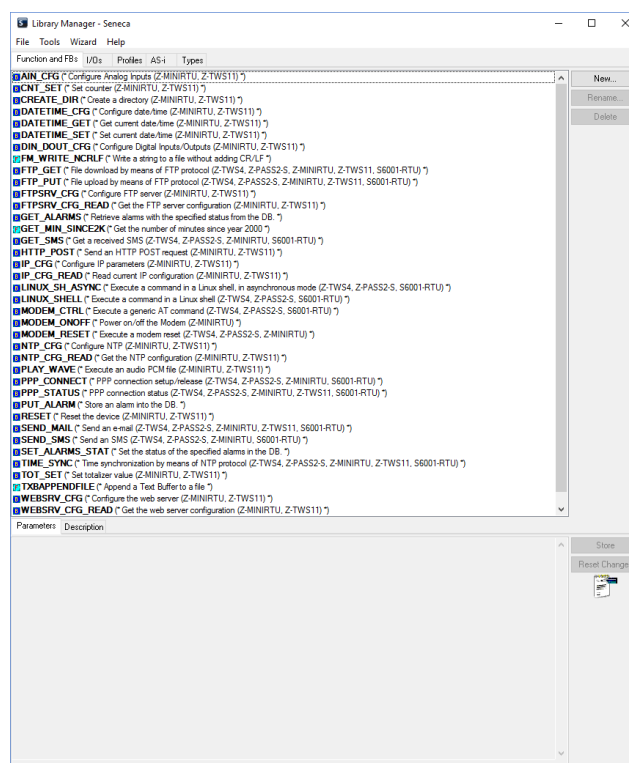 Library Manager - Seneca
File Tools Wizard Help
Function and FBs I/Os Profiles AS-i Types
AIN_CFG (* Configure Analog Inputs (Z-MINIRTU, Z-TWS11) *)
CNT_SET (* Set counter (Z-MINIRTU, Z-TWS11) *)
CREATE_DIR (* Create a directory (Z-MINIRTU, Z-TWS11) *)
DATETIME_CFG (* Configure date/time (Z-MINIRTU, Z-TWS11) *)
DATETIME_GET (* Get current date/time (Z-MINIRTU, Z-TWS11) *)
DATETIME_SET (* Set current date/time (Z-MINIRTU, Z-TWS11) *)
DIN_DOUT_CFG (* Configure Digital Inputs/Outputs (Z-MINIRTU, Z-TWS11) *)
FM_WRITE_NCRLF (* Write a string to a file without adding CR/LF *)
FTP_GET (* File download by means of FTP protocol (Z-TWS4, Z-PASS2-S, Z-MINIRTU, Z-TWS11, S6001-RTU) *)
FTP_PUT (* File upload by means of FTP protocol (Z-TWS4, Z-PASS2-S, Z-MINIRTU, Z-TWS11, S6001-RTU) *)
FTPSRV_CFG (* Configure FTP server (Z-MINIRTU, Z-TWS11) *)
FTPSRV_CFG_READ (* Get the FTP server configuration (Z-MINIRTU, Z-TWS11) *)
GET_ALARMS (* Retrieve alarms with the specified status from the DB. *)
GET_MIN_SINCE2K (* Get the number of minutes since year 2000 *)
GET_SMS (* Get a received SMS (Z-TWS4, Z-PASS2-S, Z-MINIRTU, S6001-RTU) *)
HTTP_POST (* Send an HTTP POST request (Z-MINIRTU, Z-TWS11) *)
IP_CFG (* Configure IP parameters (Z-MINIRTU, Z-TWS11) *)
IP_CFG_READ (* Read current IP configuration (Z-MINIRTU, Z-TWS11) *)
LINUX_SH_ASYNC (* Execute a command in a Linux shell, in asynchronous mode (Z-TWS4, Z-PASS2-S, S6001-RTU) *)
LINUX_SHELL (* Execute a command in a Linux shell (Z-TWS4, Z-PASS2-S, S6001-RTU) *)
MODEM_CTRL (* Execute a generic AT command (Z-TWS4, Z-PASS2-S, S6001-RTU) *)
MODEM_ONOFF (* Power on/off the Modem (Z-MINIRTU) *)
MODEM_RESET (* Execute a modem reset (Z-TWS4, Z-PASS2-S, Z-MINIRTU) *)
NTP_CFG (* Configure NTP (Z-MINIRTU, Z-TWS11) *)
NTP_CFG_READ (* Get the NTP configuration (Z-MINIRTU, Z-TWS11) *)
PLAY_WAVE (* Execute an audio PCM file (Z-MINIRTU, Z-TWS11) *)
PPP_CONNECT (* PPP connection setup/release (Z-TWS4, Z-PASS2-S, Z-MINIRTU, S6001-RTU) *)
PPP_STATUS (* PPP connection status (Z-TWS4, Z-PASS2-S, Z-MINIRTU, Z-TWS11, S6001-RTU) *)
PUT_ALARM (* Store an alarm into the DB. *)
RESET (* Reset the device (Z-MINIRTU, Z-TWS11) *)
SEND_MAIL (* Send an e-mail (Z-TWS4, Z-PASS2-S, Z-MINIRTU, Z-TWS11, S6001-RTU) *)
SEND_SMS (* Send an SMS (Z-TWS4, Z-PASS2-S, Z-MINIRTU, S6001-RTU) *)
SET_ALARMS_STAT (* Set the status of the specified alarms in the DB. *)
TIME_SYNC (* Time synchronization by means of NTP protocol (Z-TWS4, Z-PASS2-S, Z-MINIRTU, Z-TWS11, S6001-RTU) *)
TOT_SET (* Set totalizer value (Z-MINIRTU, Z-TWS11) *)
TXBAPPENDFILE (* Append a Text Buffer to a file *)
WEBSRV_CFG (* Configure the web server (Z-MINIRTU, Z-TWS11) *)
WEBSRV_CFG_READ (* Get the web server configuration (Z-MINIRTU, Z-TWS11) *)
New...
Rename...
Delete
Parameters Description
Store
Reset Change